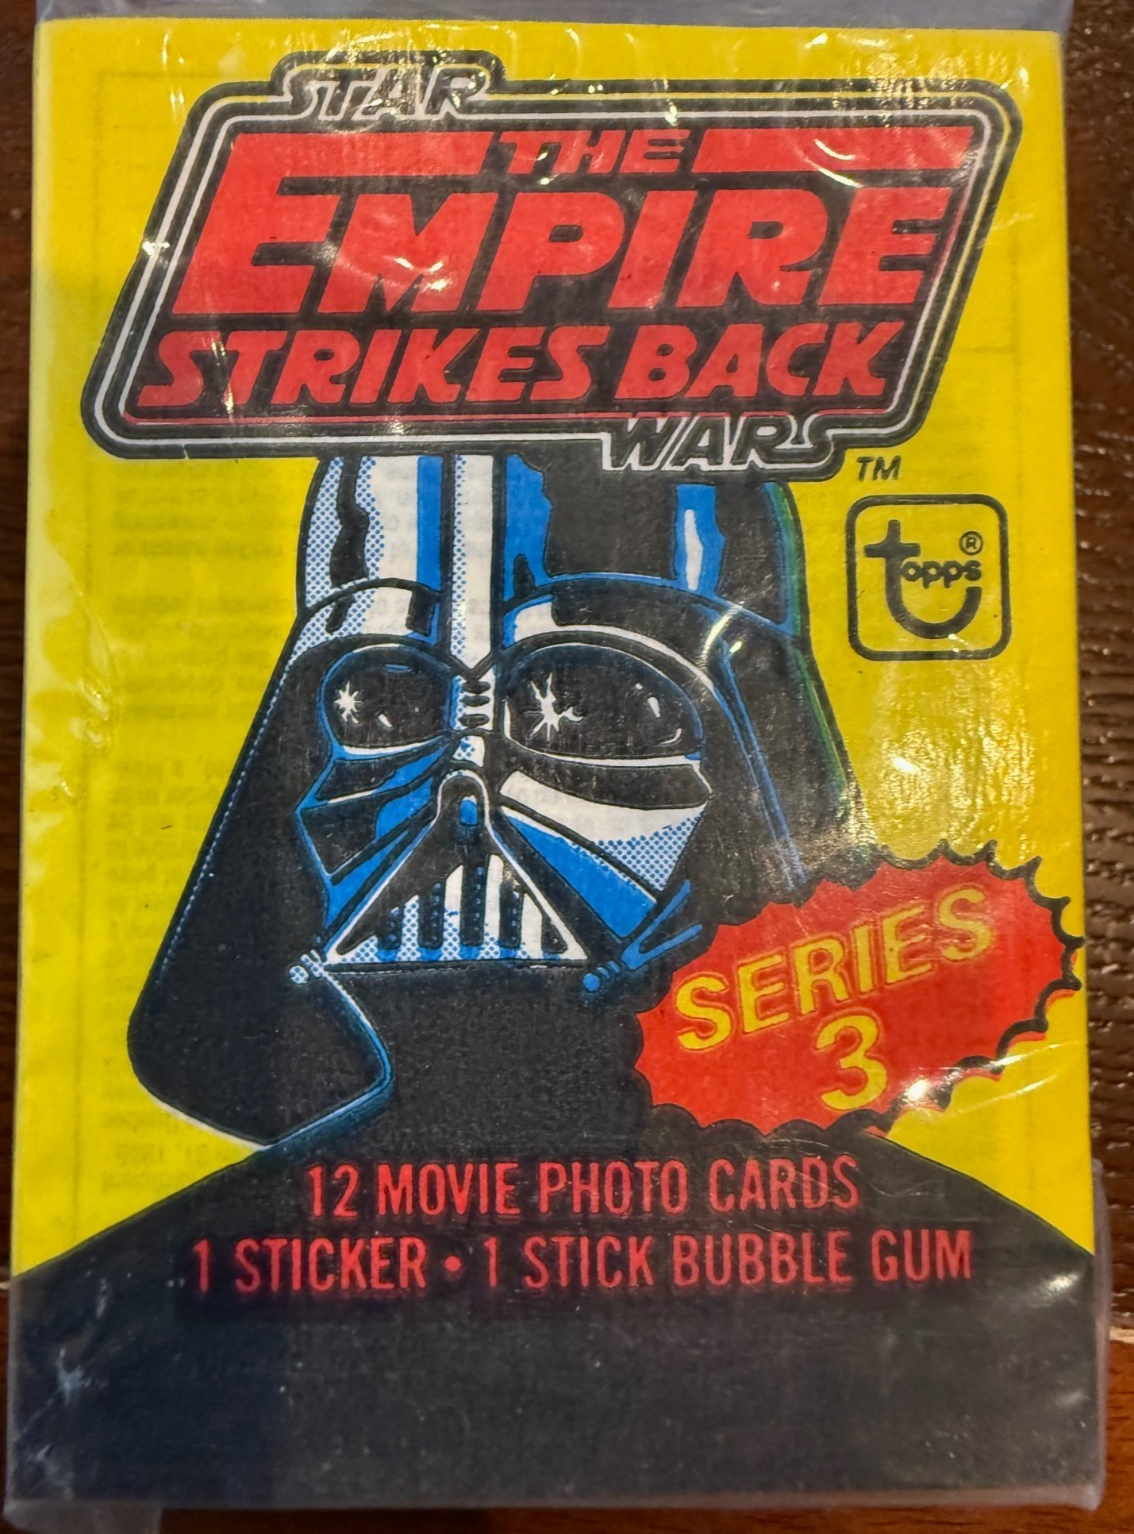 STAR
THE
EMPIRE
STRIKES BACK
WARS
TM
topps®
SERIES
3
12 MOVIE PHOTO CARDS
1 STICKER • 1 STICK BUBBLE GUM